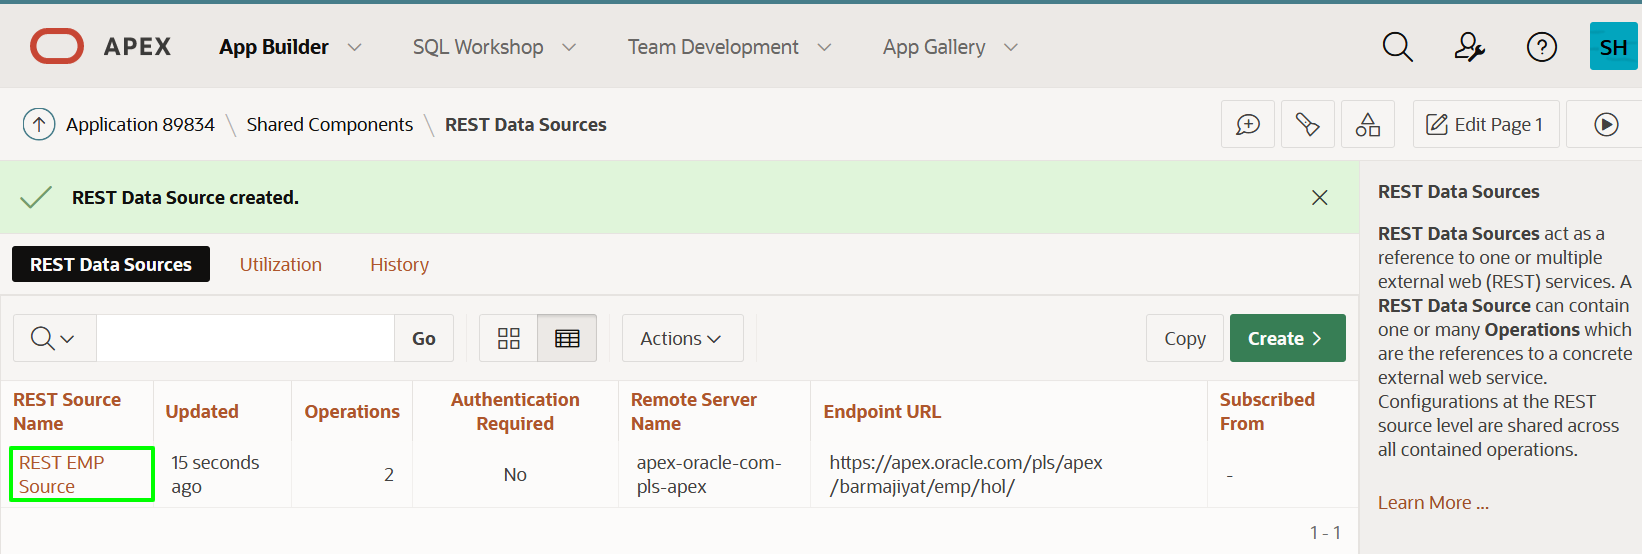 APEX App Builder SQL Workshop Team Development App Gallery SH
Application 89834 \ Shared Components \ REST Data Sources Edit Page 1
REST Data Source created.
REST Data Sources Utilization History
Go Actions Copy Create
REST Source
Name
Updated
Operations
Authentication
Required
Remote Server
Name
Endpoint URL
Subscribed
From
REST EMP
Source
15 seconds
ago
2
No
apex-oracle-com-
pls-apex
https://apex.oracle.com/pls/apex
/barmajiyat/emp/hol/
-
1 - 1
REST Data Sources
REST Data Sources act as a
reference to one or multiple
external web (REST) services. A
REST Data Source can contain
one or many Operations which
are the references to a concrete
external web service.
Configurations at the REST
source level are shared across
all contained operations.
Learn More ...